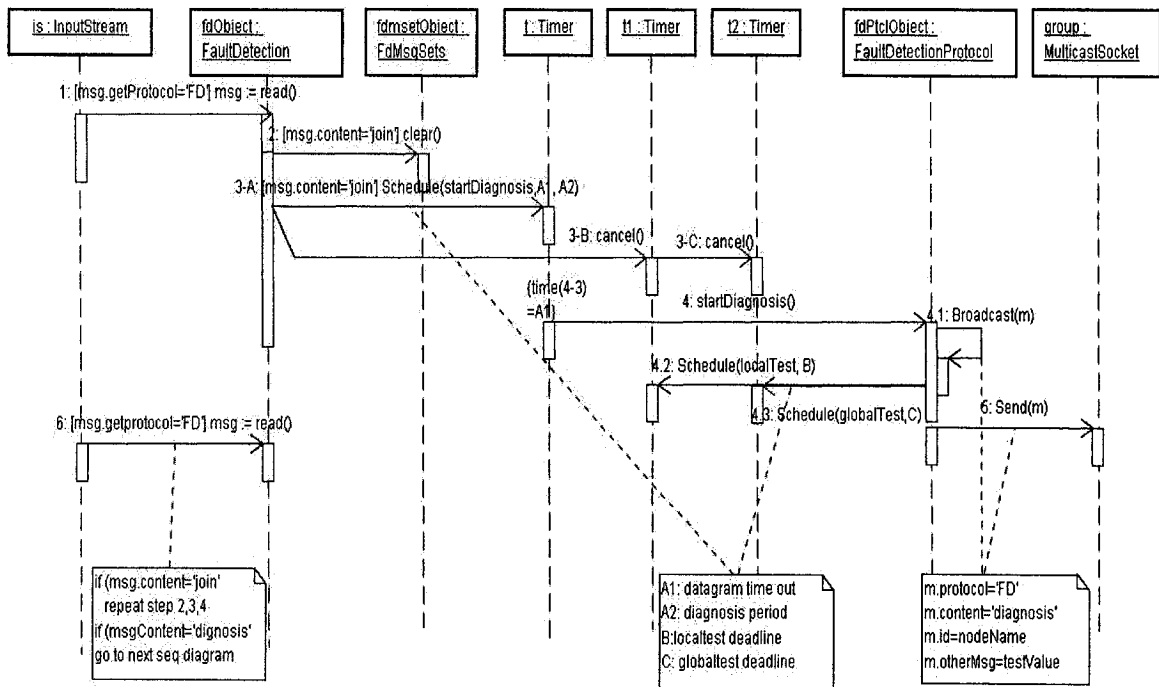 is : InputStream
fdObject :
FaultDetection
fdmsetObject :
FdMsgSets
t : Timer
t1 : Timer
t2 : Timer
fdPtclObject :
FaultDetectionProtocol
group :
MulticastSocket
1: [msg.getProtocol='FD'] msg := read()
2: [msg.content='join'] clear()
3-A: [msg.content='join'] Schedule(startDiagnosis,A1, A2)
3-B: cancel()
3-C: cancel()
{time(4-3)
=A1}
4: startDiagnosis()
4.1: Broadcast(m)
4.2: Schedule(localTest, B)
4.3: Schedule(globalTest,C)
5: Send(m)
6: [msg.getprotocol='FD'] msg := read()
if (msg.content='join'
repeat step 2,3,4
if (msgContent='dignosis'
go to next seq diagram
A1: datagram time out
A2: diagnosis period
B:localtest deadline
C: globaltest deadline
m.protocol='FD'
m.content='diagnosis'
m.id=nodeName
m.otherMsg=testValue